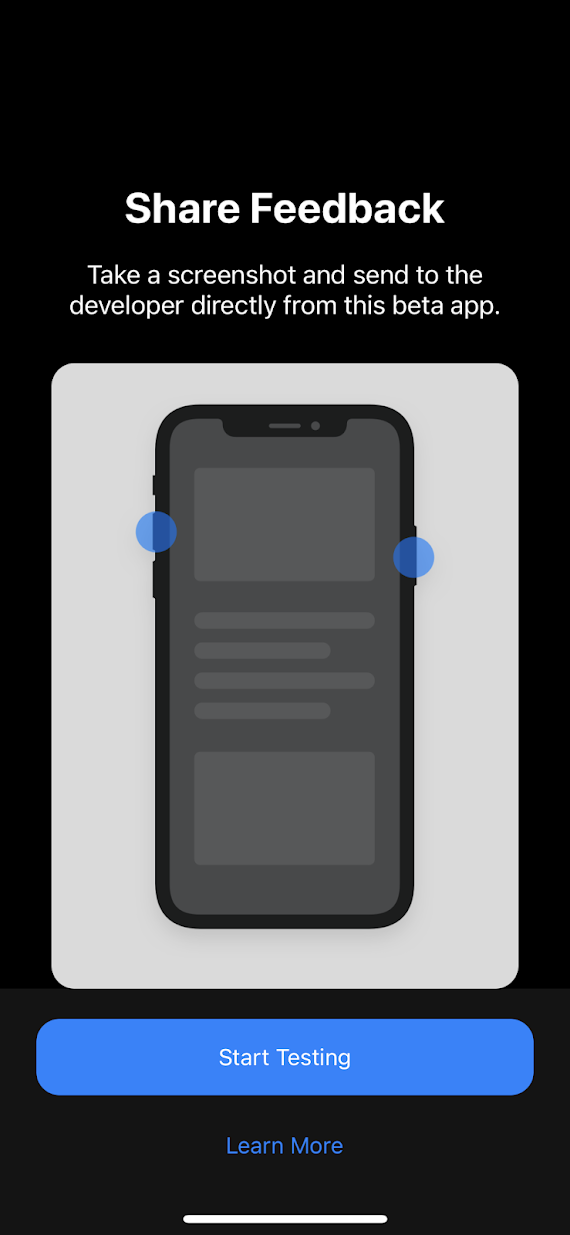 Share Feedback
Take a screenshot and send to the
developer directly from this beta app.
Start Testing
Learn More